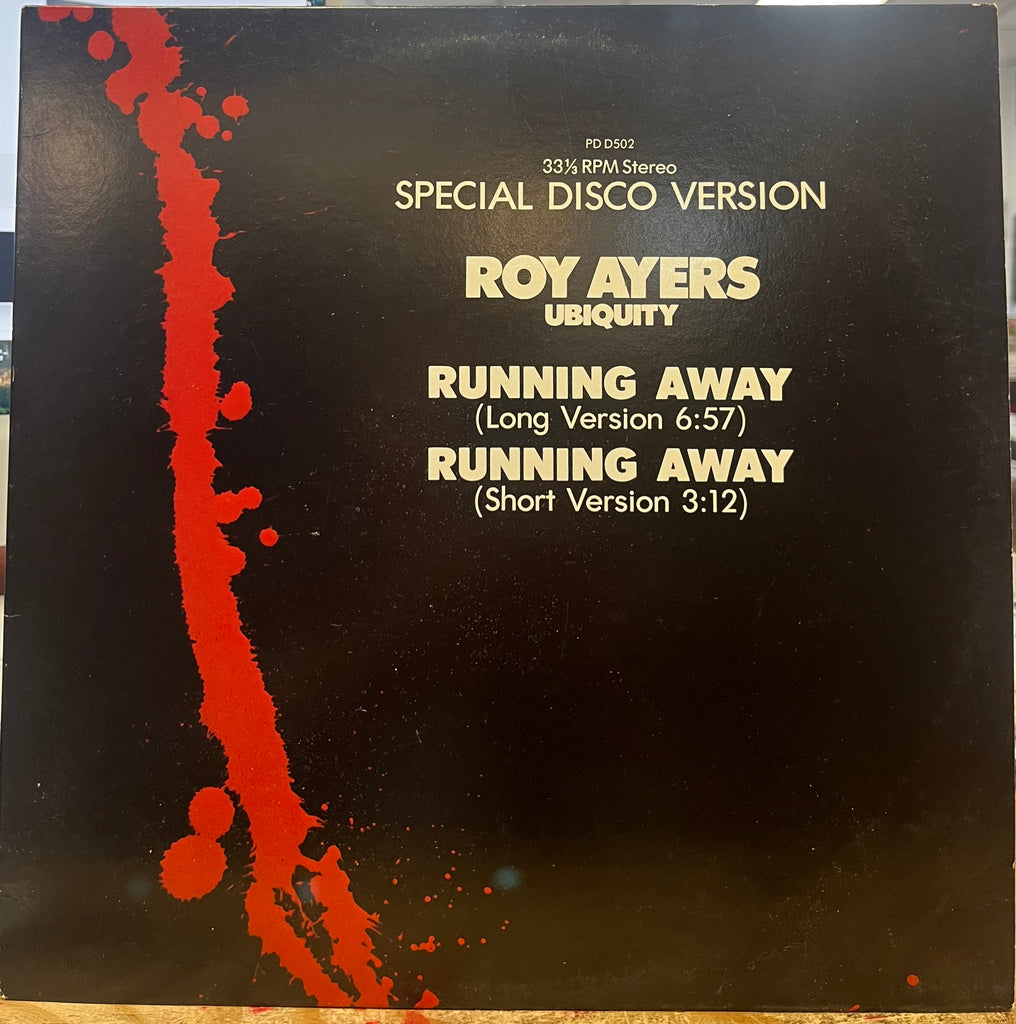 PD D502
33⅓ RPM Stereo
SPECIAL DISCO VERSION
ROY AYERS
UBIQUITY
RUNNING AWAY
(Long Version 6:57)
RUNNING AWAY
(Short Version 3:12)